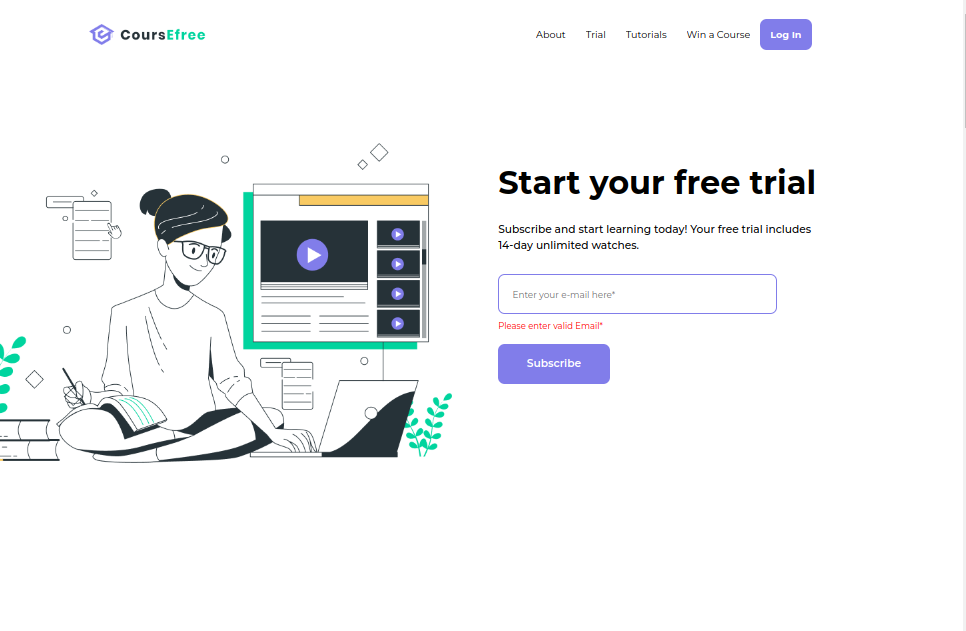 CoursEfree
About
Trial
Tutorials
Win a Course
Log In
Start your free trial
Subscribe and start learning today! Your free trial includes
14-day unlimited watches.
Enter your e-mail here*
Please enter valid Email*
Subscribe